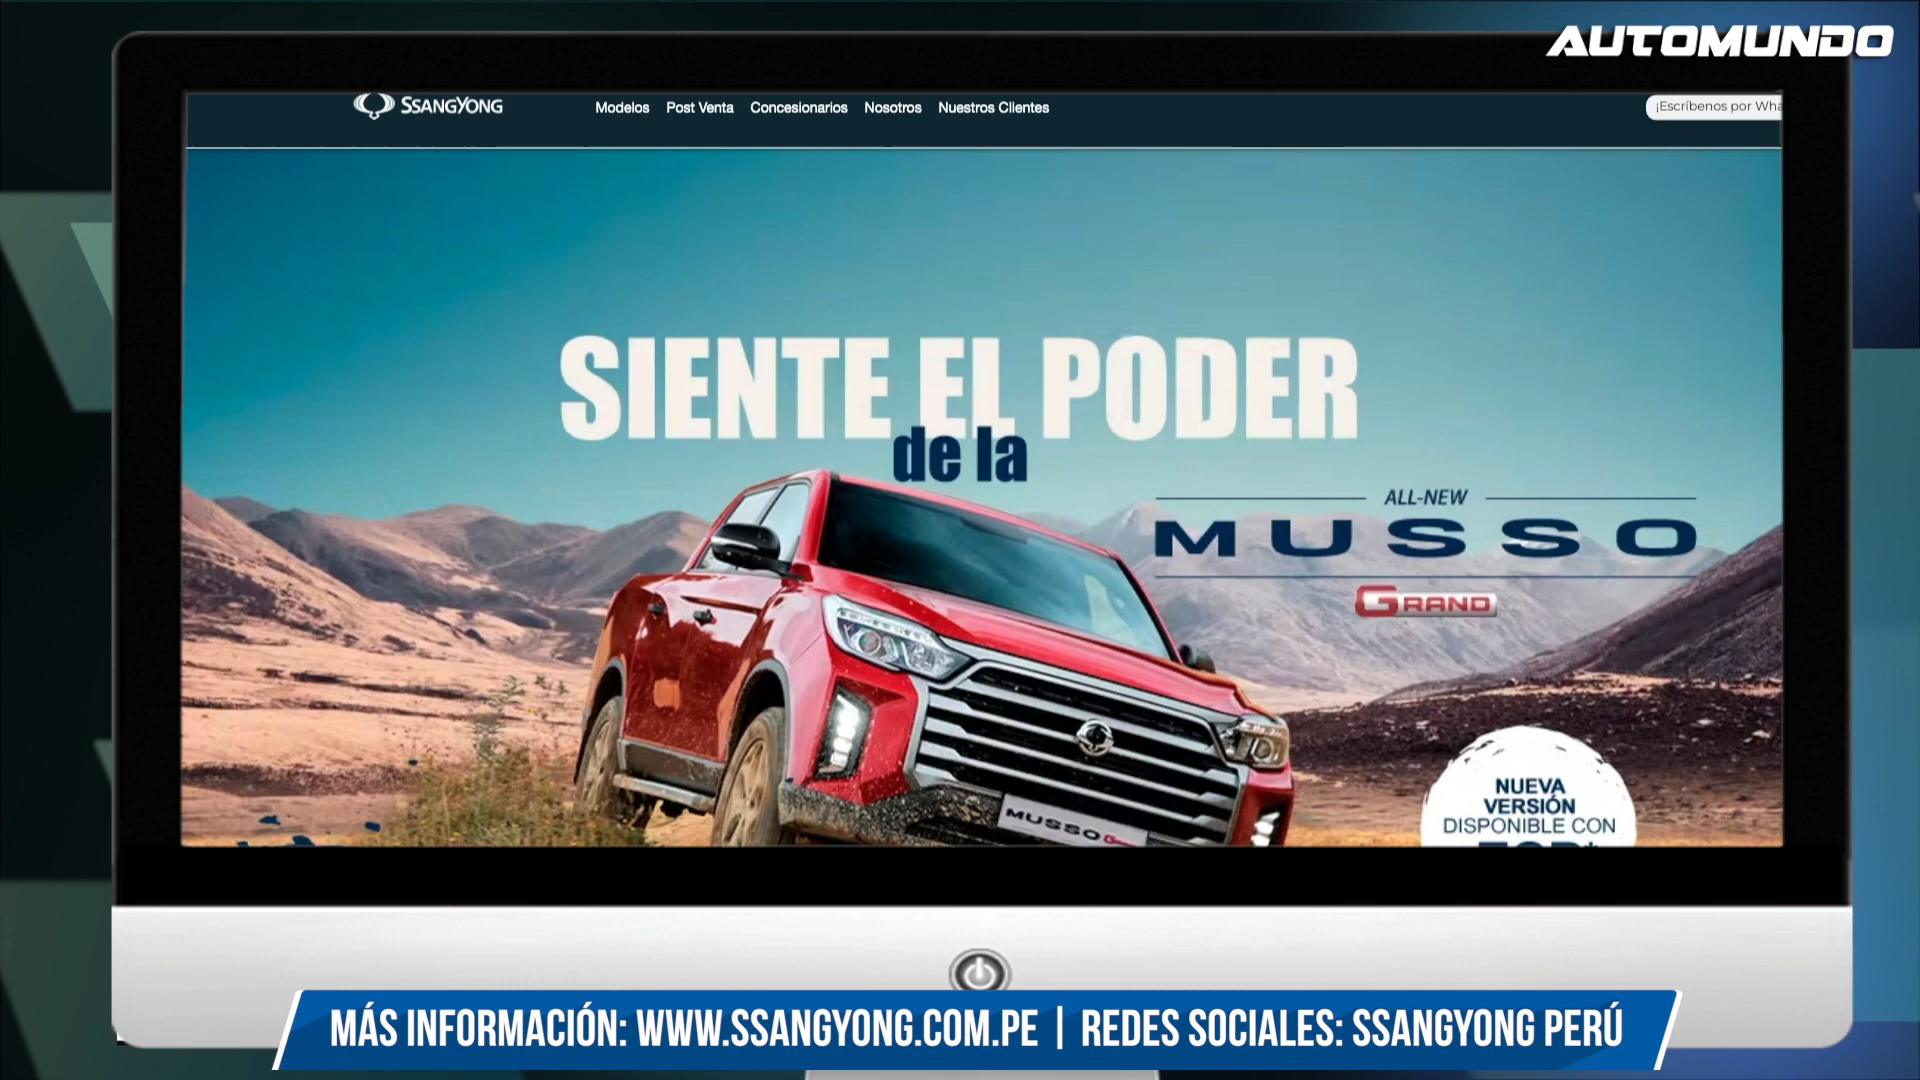 AUTOMUNDO
SSANGYONG
Modelos Post Venta Concesionarios Nosotros Nuestros Clientes
¡Escríbenos por Wha
SIENTE EL PODER
de la
ALL-NEW
MUSSO
GRAND
MUSSO
NUEVA
VERSIÓN
DISPONIBLE CON
MÁS INFORMACIÓN: WWW.SSANGYONG.COM.PE | REDES SOCIALES: SSANGYONG PERÚ